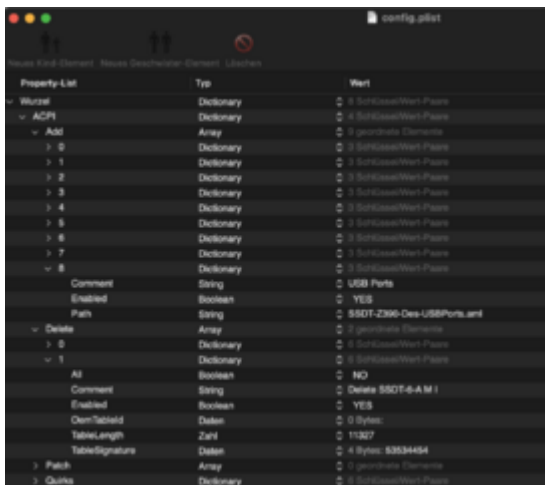 config.plist
Neues Kind-Element Neues Geschwister-Element Löschen
Property-List Typ Wert
Wurzel Dictionary 8 Schlüssel/Wert-Paare
ACPI Dictionary 4 Schlüssel/Wert-Paare
Add Array 9 geordnete Elemente
0 Dictionary 3 Schlüssel/Wert-Paare
1 Dictionary 3 Schlüssel/Wert-Paare
2 Dictionary 3 Schlüssel/Wert-Paare
3 Dictionary 3 Schlüssel/Wert-Paare
4 Dictionary 3 Schlüssel/Wert-Paare
5 Dictionary 3 Schlüssel/Wert-Paare
6 Dictionary 3 Schlüssel/Wert-Paare
7 Dictionary 3 Schlüssel/Wert-Paare
8 Dictionary 3 Schlüssel/Wert-Paare
Comment String USB Ports
Enabled Boolean YES
Path String SSDT-Z390-Des-USBPorts.aml
Delete Array 2 geordnete Elemente
0 Dictionary 6 Schlüssel/Wert-Paare
1 Dictionary 6 Schlüssel/Wert-Paare
All Boolean NO
Comment String Delete SSDT-6-A M I
Enabled Boolean YES
OemTableId Daten 0 Bytes:
TableLength Zahl 11327
TableSignature Daten 4 Bytes: 53534454
Patch Array 0 geordnete Elemente
Quirks Dictionary 6 Schlüssel/Wert-Paare